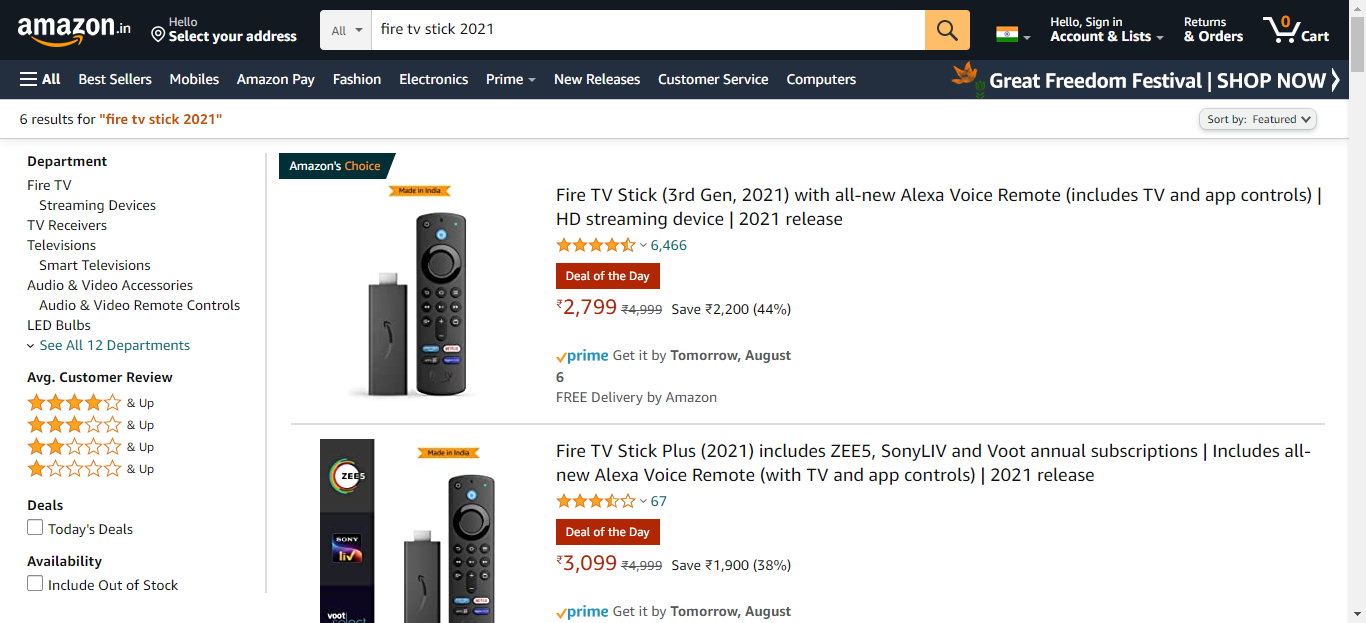 amazon.in
Hello
Select your address
All
fire tv stick 2021
Hello, Sign in
Account & Lists
Returns
& Orders
0
Cart
All
Best Sellers
Mobiles
Amazon Pay
Fashion
Electronics
Prime
New Releases
Customer Service
Computers
Great Freedom Festival | SHOP NOW
6 results for "fire tv stick 2021"
Sort by: Featured
Department
Fire TV
Streaming Devices
TV Receivers
Televisions
Smart Televisions
Audio & Video Accessories
Audio & Video Remote Controls
LED Bulbs
See All 12 Departments
Avg. Customer Review
& Up
& Up
& Up
& Up
Deals
Today's Deals
Availability
Include Out of Stock
Amazon's Choice
Made in India
Fire TV Stick (3rd Gen, 2021) with all-new Alexa Voice Remote (includes TV and app controls) |
HD streaming device | 2021 release
6,466
Deal of the Day
₹2,799 ₹4,999 Save ₹2,200 (44%)
prime Get it by Tomorrow, August
6
FREE Delivery by Amazon
ZEE5
SONY
liv
voot
select
Made in India
Fire TV Stick Plus (2021) includes ZEE5, SonyLIV and Voot annual subscriptions | Includes all-
new Alexa Voice Remote (with TV and app controls) | 2021 release
67
Deal of the Day
₹3,099 ₹4,999 Save ₹1,900 (38%)
prime Get it by Tomorrow, August